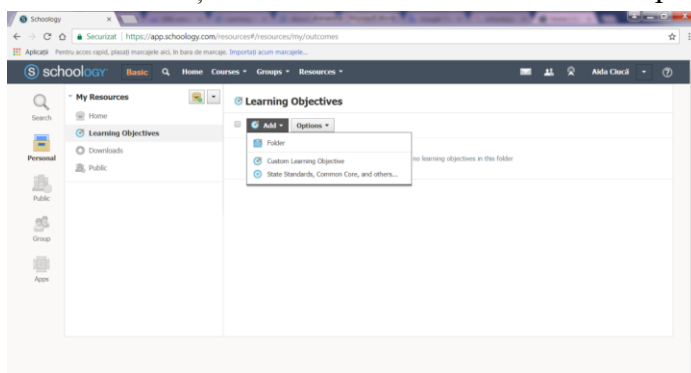 Schoology
Securizat | https://app.schoology.com/resources#/resources/my/outcomes
Aplicații Pentru acces rapid, plasați marcajele aici, în bara de marcaje. Importați acum marcajele...
S schoology Basic Home Courses Groups Resources Aida Ciucă
Search
Personal
Public
Group
Apps
My Resources
Home
Learning Objectives
Downloads
Public
Learning Objectives
Add Options
Folder
Custom Learning Objective
State Standards, Common Core, and others...
no learning objectives in this folder